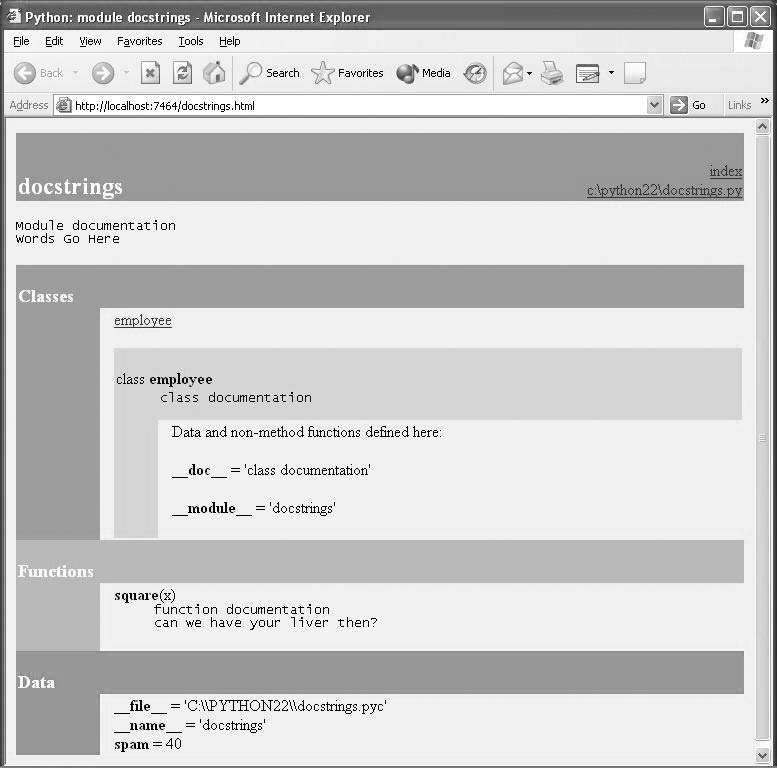 Python: module docstrings - Microsoft Internet Explorer
File Edit View Favorites Tools Help
Back Search Favorites Media
Address http://localhost:7464/docstrings.html Go Links »
index
docstrings
c:\python22\docstrings.py
Module documentation
Words Go Here
Classes
employee
class employee
class documentation
Data and non-method functions defined here:
__doc__ = 'class documentation'
__module__ = 'docstrings'
Functions
square(x)
function documentation
can we have your liver then?
Data
__file__ = 'C:\\PYTHON22\\docstrings.pyc'
__name__ = 'docstrings'
spam = 40